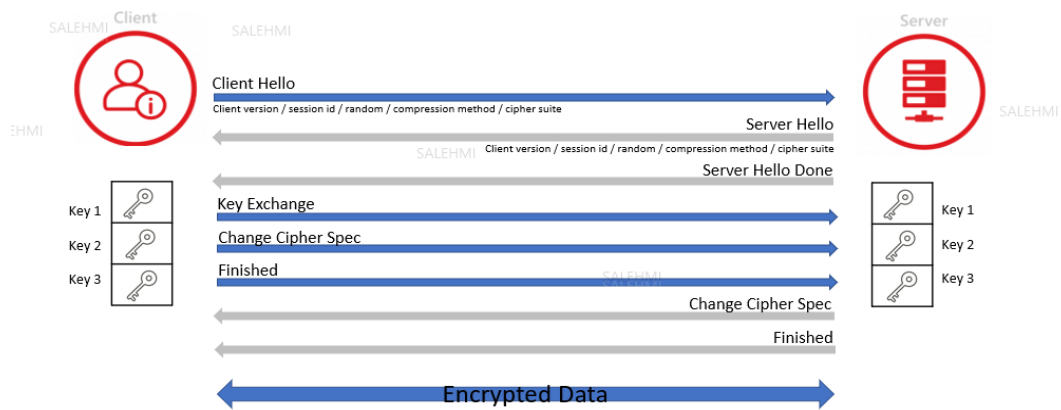 Client
Server
SALEHMI
SALEHMI
Client Hello
Client version / session id / random / compression method / cipher suite
SALEHMI
EHMI
Server Hello
SALEHMI
Client version / session id / random / compression method / cipher suite
Server Hello Done
Key 1
Key Exchange
Key 1
Key 2
Change Cipher Spec
Key 2
Key 3
Finished
Key 3
SALEHMI
SALEHMI
Change Cipher Spec
Finished
Encrypted Data